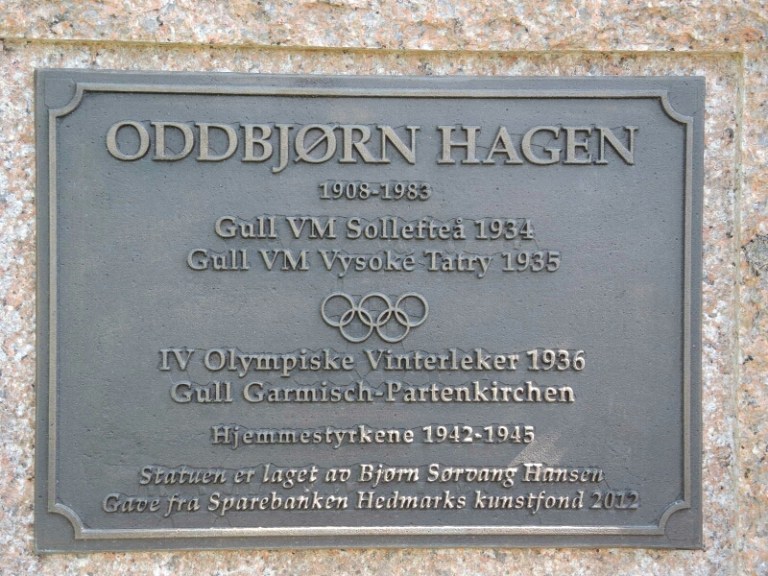 ODDBJØRN HAGEN
1908-1983
Gull VM Sollefteå 1934
Gull VM Vysoké Tatry 1935
IV Olympiske Vinterleker 1936
Gull Garmisch-Partenkirchen
Hjemmestyrkene 1942-1945
Statuen er laget av Bjørn Sørvang Hansen
Gave fra Sparebanken Hedmarks kunstfond 2012